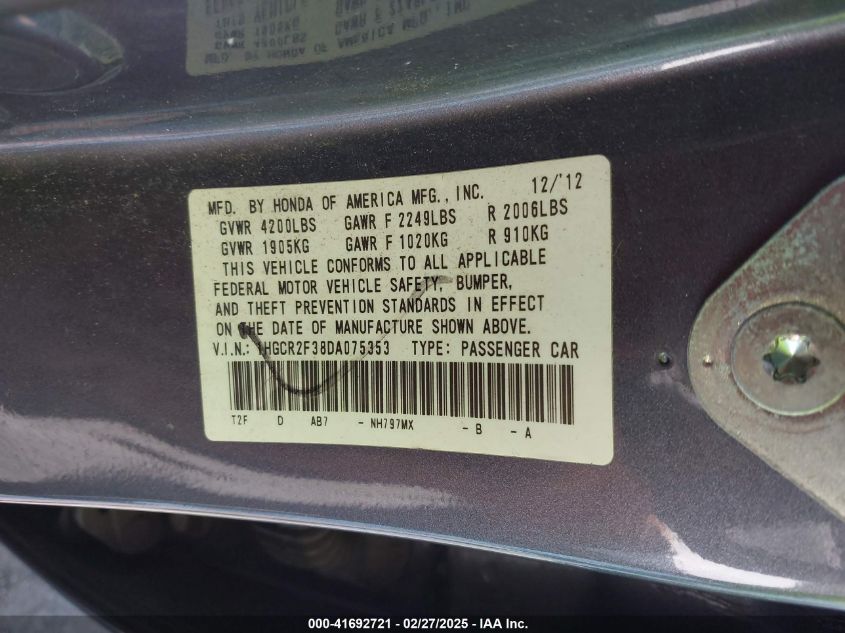 MFD. BY HONDA OF AMERICA MFG., INC. 12/'12
GVWR 4200LBS GAWR F 2249LBS R 2006LBS
GVWR 1905KG GAWR F 1020KG R 910KG
THIS VEHICLE CONFORMS TO ALL APPLICABLE
FEDERAL MOTOR VEHICLE SAFETY, BUMPER,
AND THEFT PREVENTION STANDARDS IN EFFECT
ON THE DATE OF MANUFACTURE SHOWN ABOVE.
V.I.N.: 1HGCR2F38DA075353 TYPE: PASSENGER CAR
T2F D AB7 - NH797MX - B - A
000-41692721 / 02/27/2025 - IAA Inc.